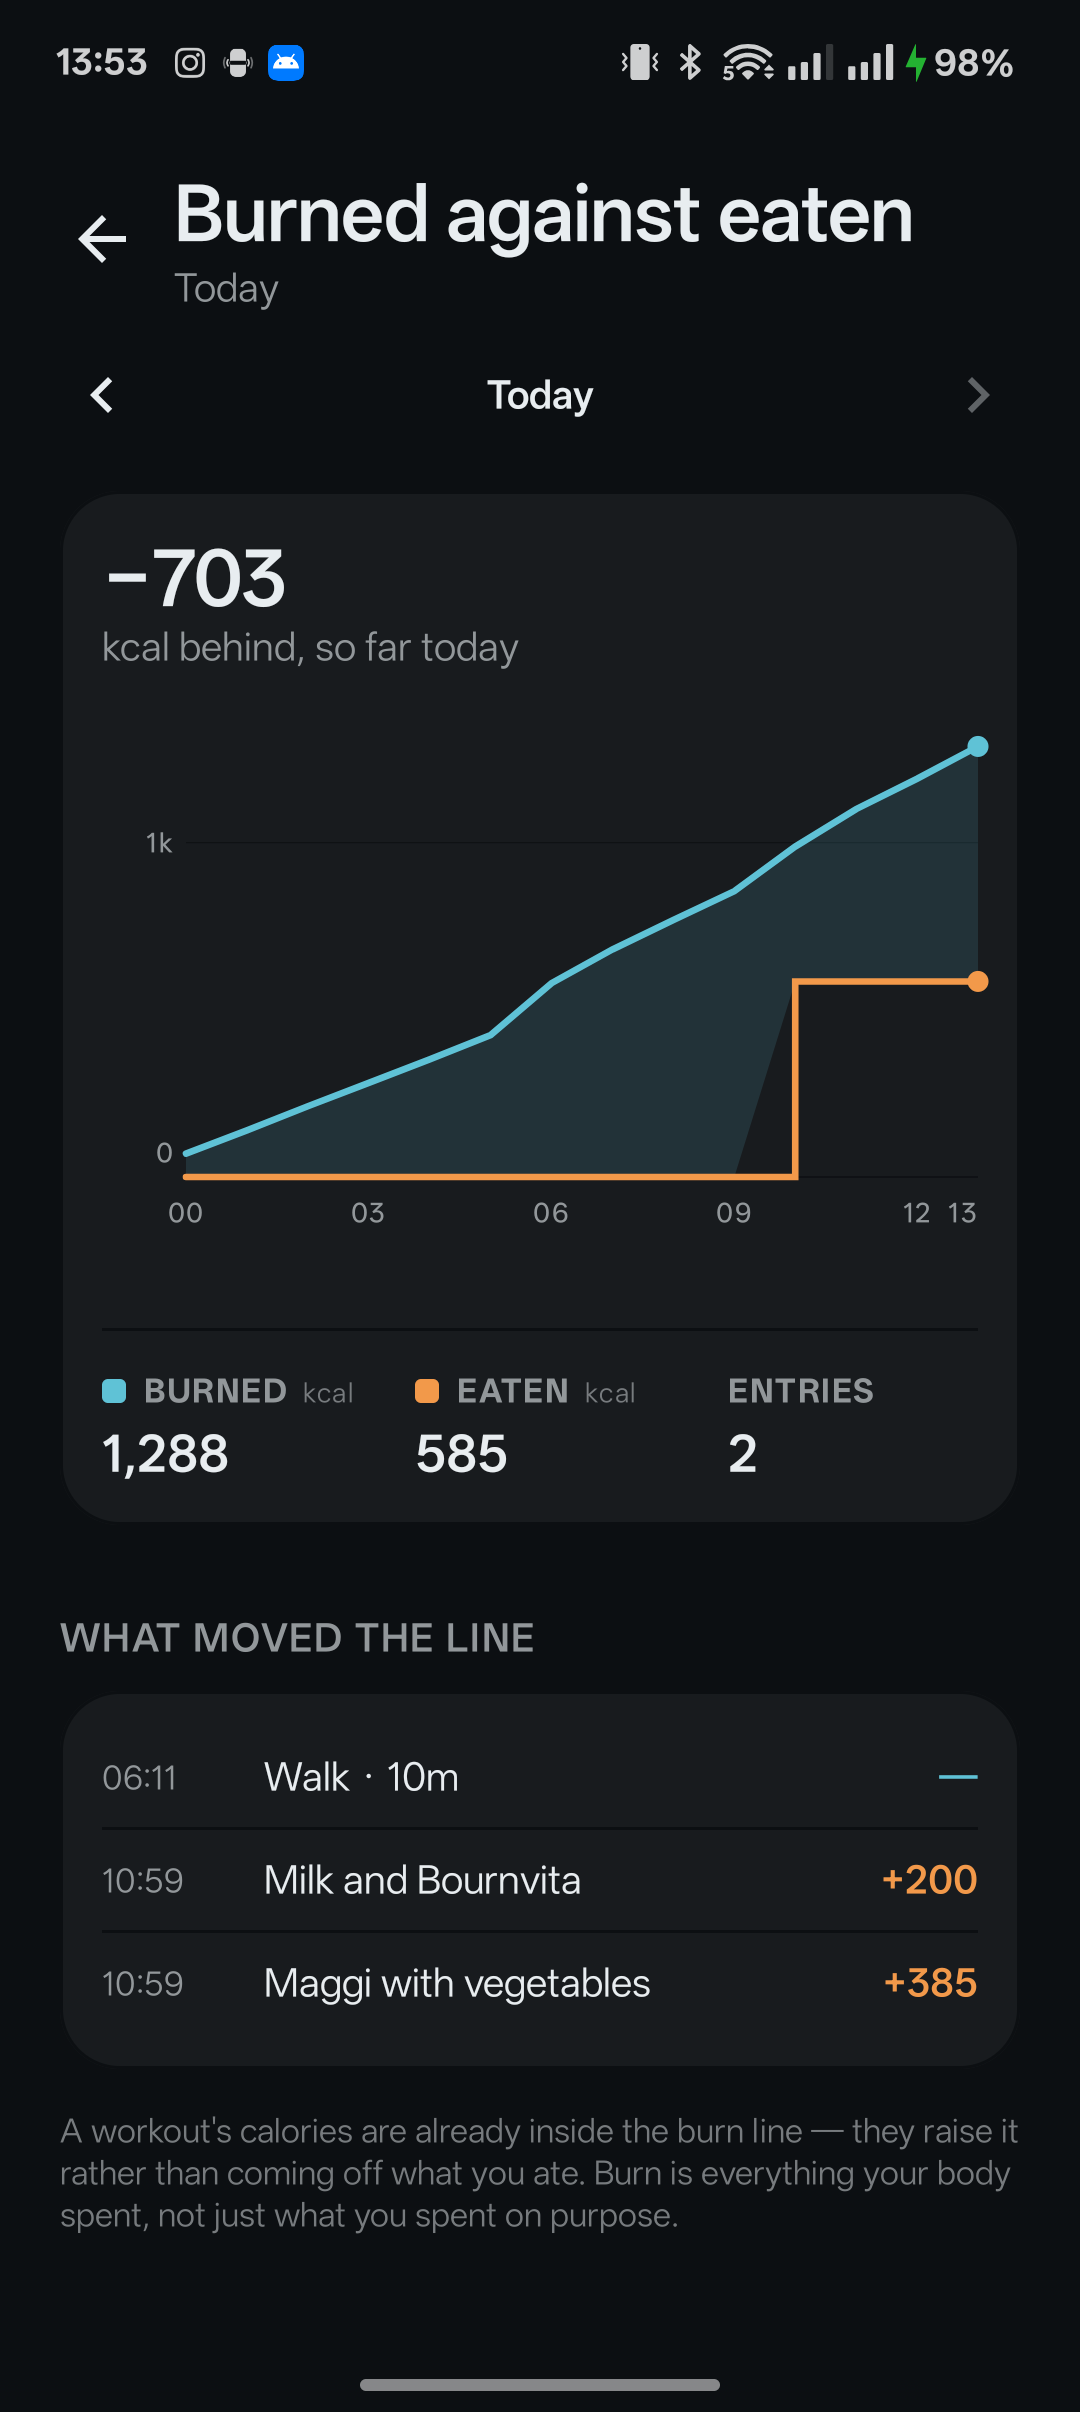 13:53
5
98%
Burned against eaten
Today
Today
−703
kcal behind, so far today
1k
0
00 03 06 09 12 13
BURNED kcal EATEN kcal ENTRIES
1,288 585 2
WHAT MOVED THE LINE
06:11 Walk · 10m —
10:59 Milk and Bournvita +200
10:59 Maggi with vegetables +385
A workout's calories are already inside the burn line — they raise it
rather than coming off what you ate. Burn is everything your body
spent, not just what you spent on purpose.